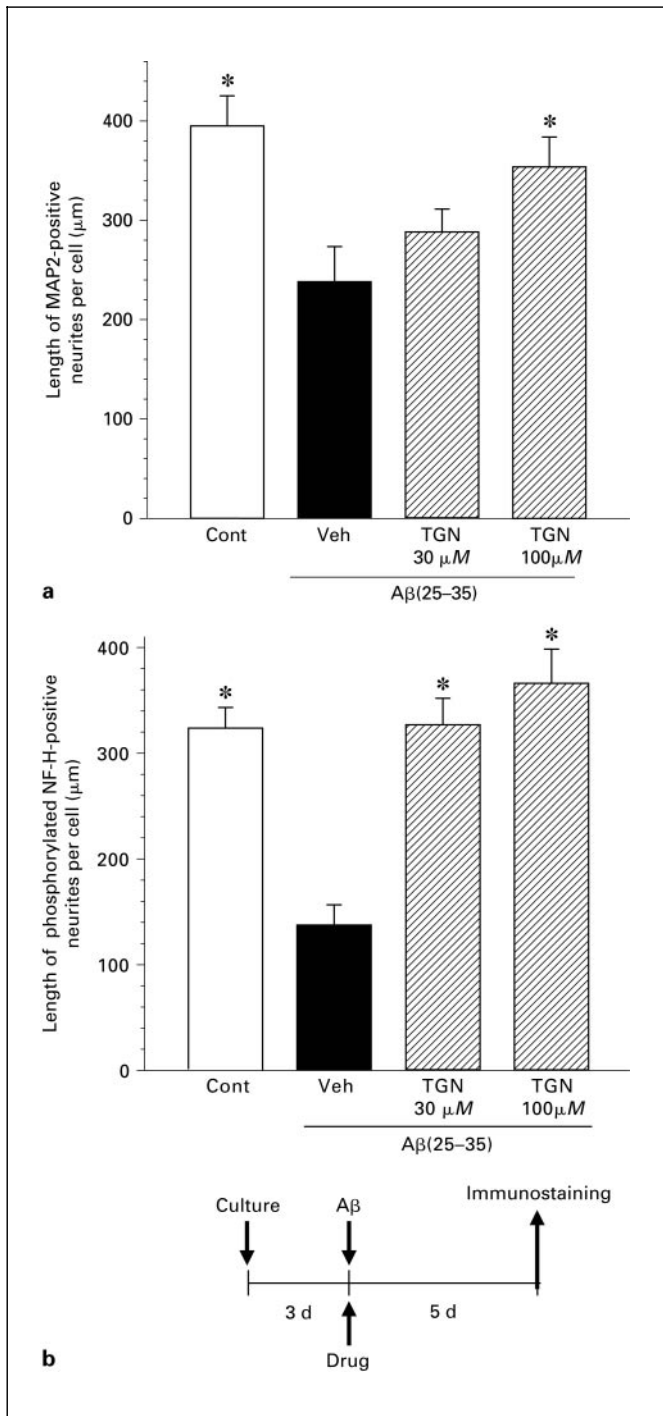 *
*
400
300
200
100
0
Length of MAP2-positive
neurites per cell (μm)
Cont
Veh
TGN
30 μM
TGN
100μM
Aβ(25–35)
a
*
*
*
400
300
200
100
0
Length of phosphorylated NF-H-positive
neurites per cell (μm)
Cont
Veh
TGN
30 μM
TGN
100μM
Aβ(25–35)
Culture
Aβ
Immunostaining
3 d
5 d
Drug
b